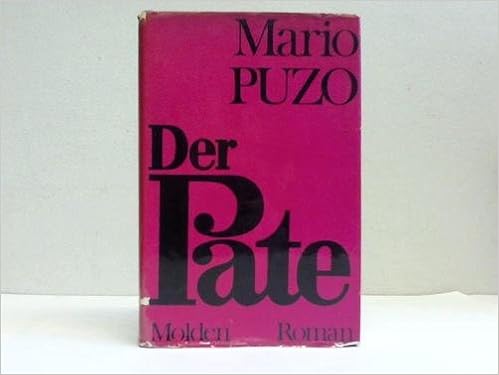 Mario
PUZO
Der
Pate
Molden Roman